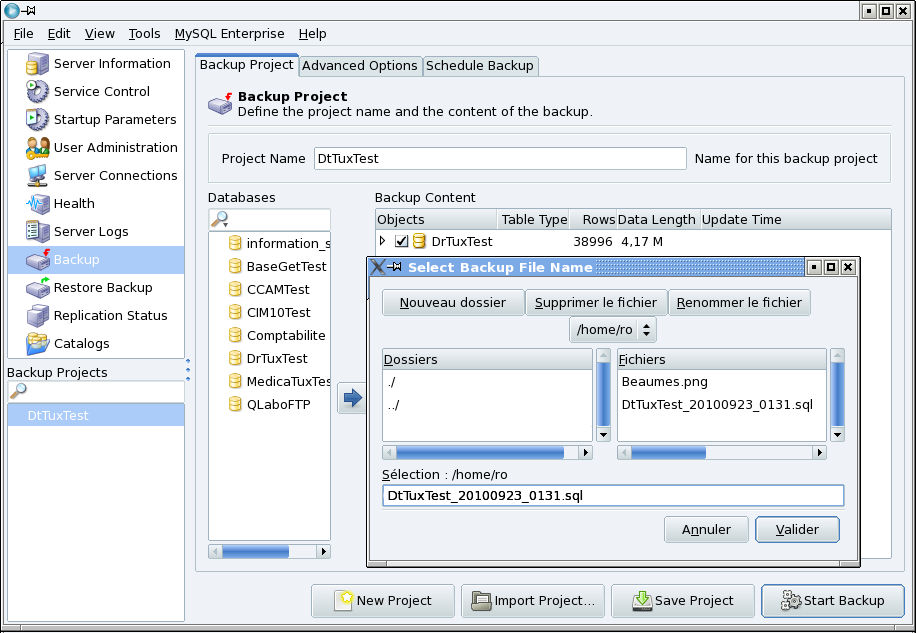 File Edit View Tools MySQL Enterprise Help
Server Information
Service Control
Startup Parameters
User Administration
Server Connections
Health
Server Logs
Backup
Restore Backup
Replication Status
Catalogs
Backup Projects
DtTuxTest
Backup Project Advanced Options Schedule Backup
Backup Project
Define the project name and the content of the backup.
Project Name DtTuxTest Name for this backup project
Databases
information_s
BaseGetTest
CCAMTest
CIM10Test
Comptabilite
DrTuxTest
MedicaTuxTes
QLaboFTP
Backup Content
Objects Table Type Rows Data Length Update Time
DrTuxTest 38996 4,17 M
Select Backup File Name
Nouveau dossier Supprimer le fichier Renommer le fichier
/home/ro
Dossiers
./
../
Fichiers
Beaumes.png
DtTuxTest_20100923_0131.sql
Sélection : /home/ro
DtTuxTest_20100923_0131.sql
Annuler Valider
New Project Import Project... Save Project Start Backup